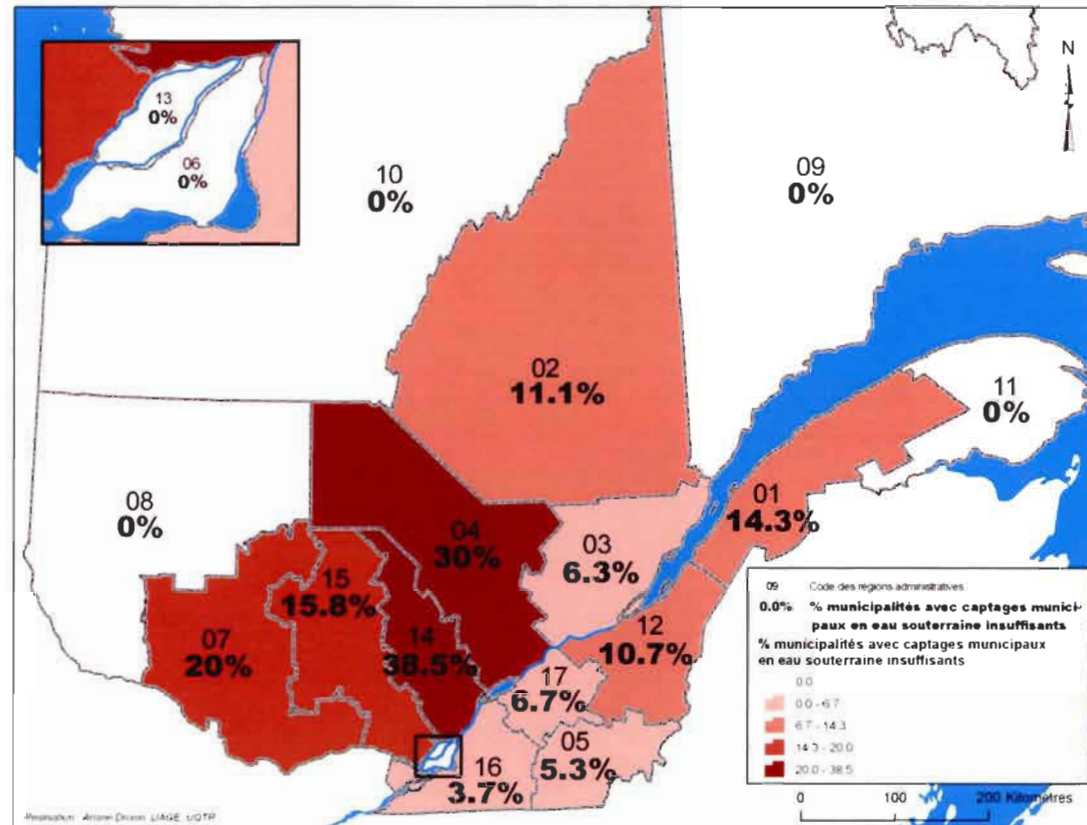 13
0%
06
0%
N
10
0%
09
0%
02
11.1%
11
0%
01
14.3%
08
0%
04
30%
03
6.3%
15
15.8%
14
38.5%
07
20%
12
10.7%
17
6.7%
05
5.3%
16
3.7%
09 Code des régions administratives
0.0% % municipalités avec captages munici-
paux en eau souterraine insuffisants
% municipalités avec captages municipaux
en eau souterraine insuffisants
0.0
0.0 - 6.7
6.7 - 14.3
14.3 - 20.0
20.0 - 38.5
0 100 200 Kilomètres
UQTR